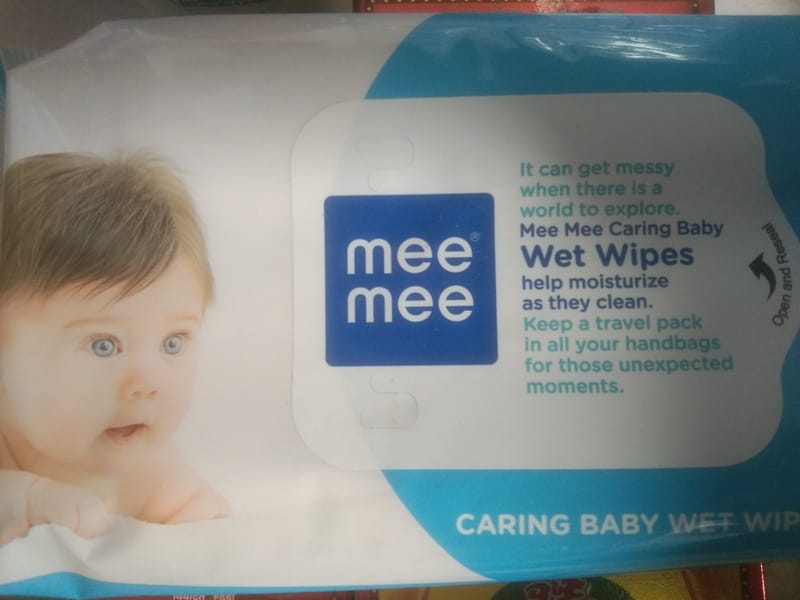 mee®
mee
It can get messy
when there is a
world to explore.
Mee Mee Caring Baby
Wet Wipes
help moisturize
as they clean.
Keep a travel pack
in all your handbags
for those unexpected
moments.
Open and Reseal
CARING BABY WET WIP